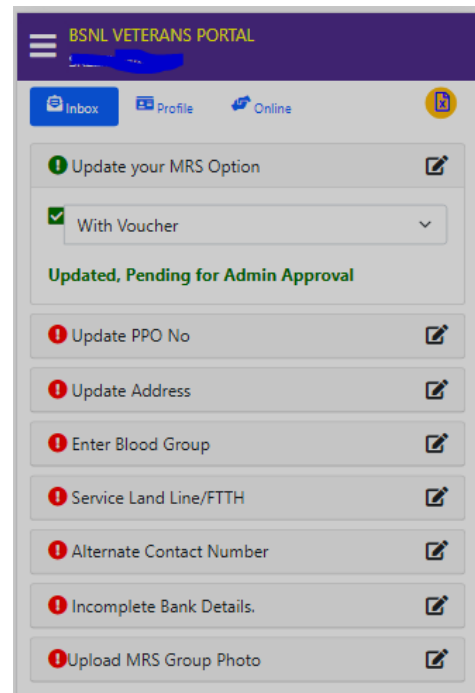 BSNL VETERANS PORTAL
Inbox
Profile
Online
Update your MRS Option
With Voucher
Updated, Pending for Admin Approval
Update PPO No
Update Address
Enter Blood Group
Service Land Line/FTTH
Alternate Contact Number
Incomplete Bank Details.
Upload MRS Group Photo